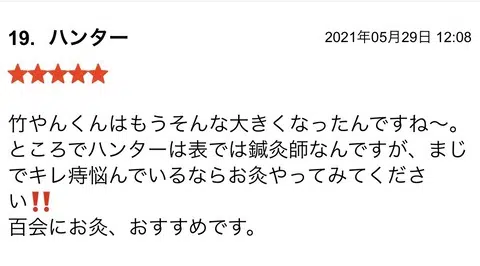 19. ハンター
2021年05月29日 12:08
★★★★★
竹やんくんはもうそんな大きくなったんですね〜。
ところでハンターは表では鍼灸師なんですが、まじ
でキレ痔悩んでいるならお灸やってみてくださ
い‼️
百会にお灸、おすすめです。